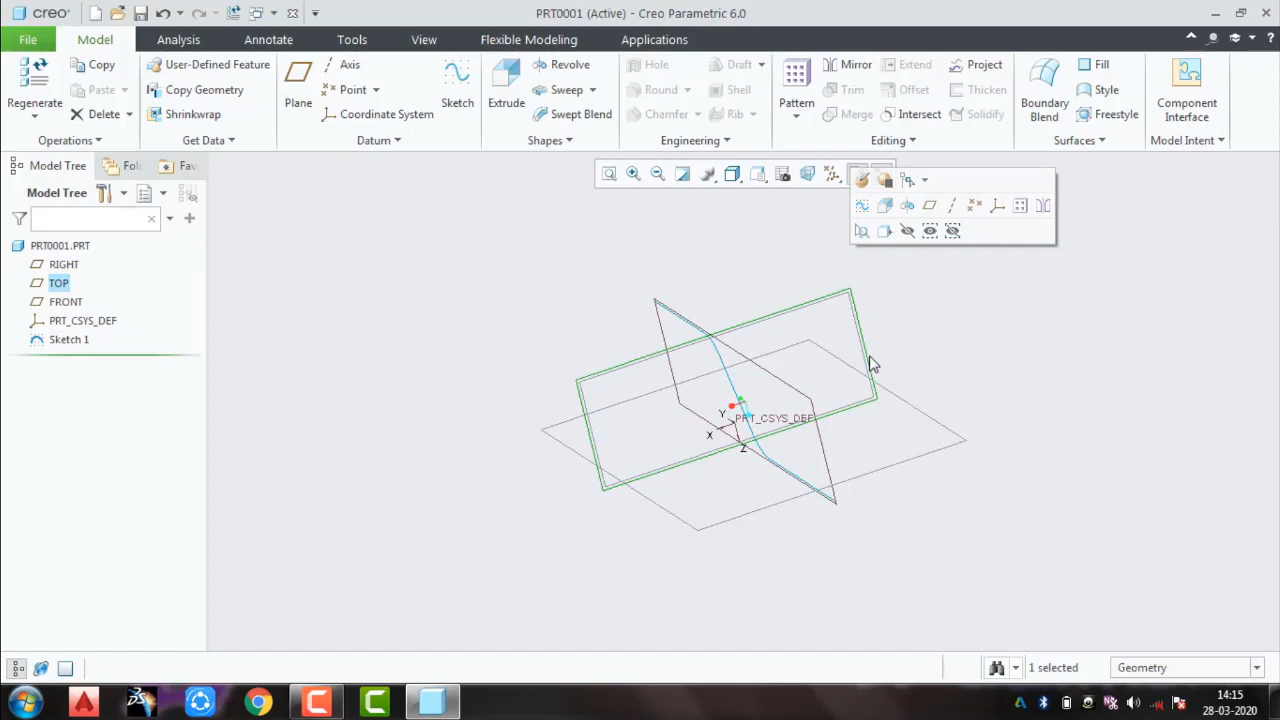 creo
PRT0001 (Active) - Creo Parametric 6.0
File Model Analysis Annotate Tools View Flexible Modeling Applications
Regenerate
Copy
Paste
Delete
Operations
User-Defined Feature
Copy Geometry
Shrinkwrap
Get Data
Plane
Axis
Point
Coordinate System
Sketch
Datum
Extrude
Revolve
Sweep
Swept Blend
Shapes
Hole Draft
Round Shell
Chamfer Rib
Engineering
Pattern
Mirror Extend Project
Trim Offset Thicken
Merge Intersect Solidify
Editing
Boundary
Blend
Fill
Style
Freestyle
Surfaces
Component
Interface
Model Intent
Model Tree Fol Fav
Model Tree
PRT0001.PRT
RIGHT
TOP
FRONT
PRT_CSYS_DEF
Sketch 1
Y
PRT_CSYS_DEF
X
Z
1 selected
Geometry
14:15
28-03-2020